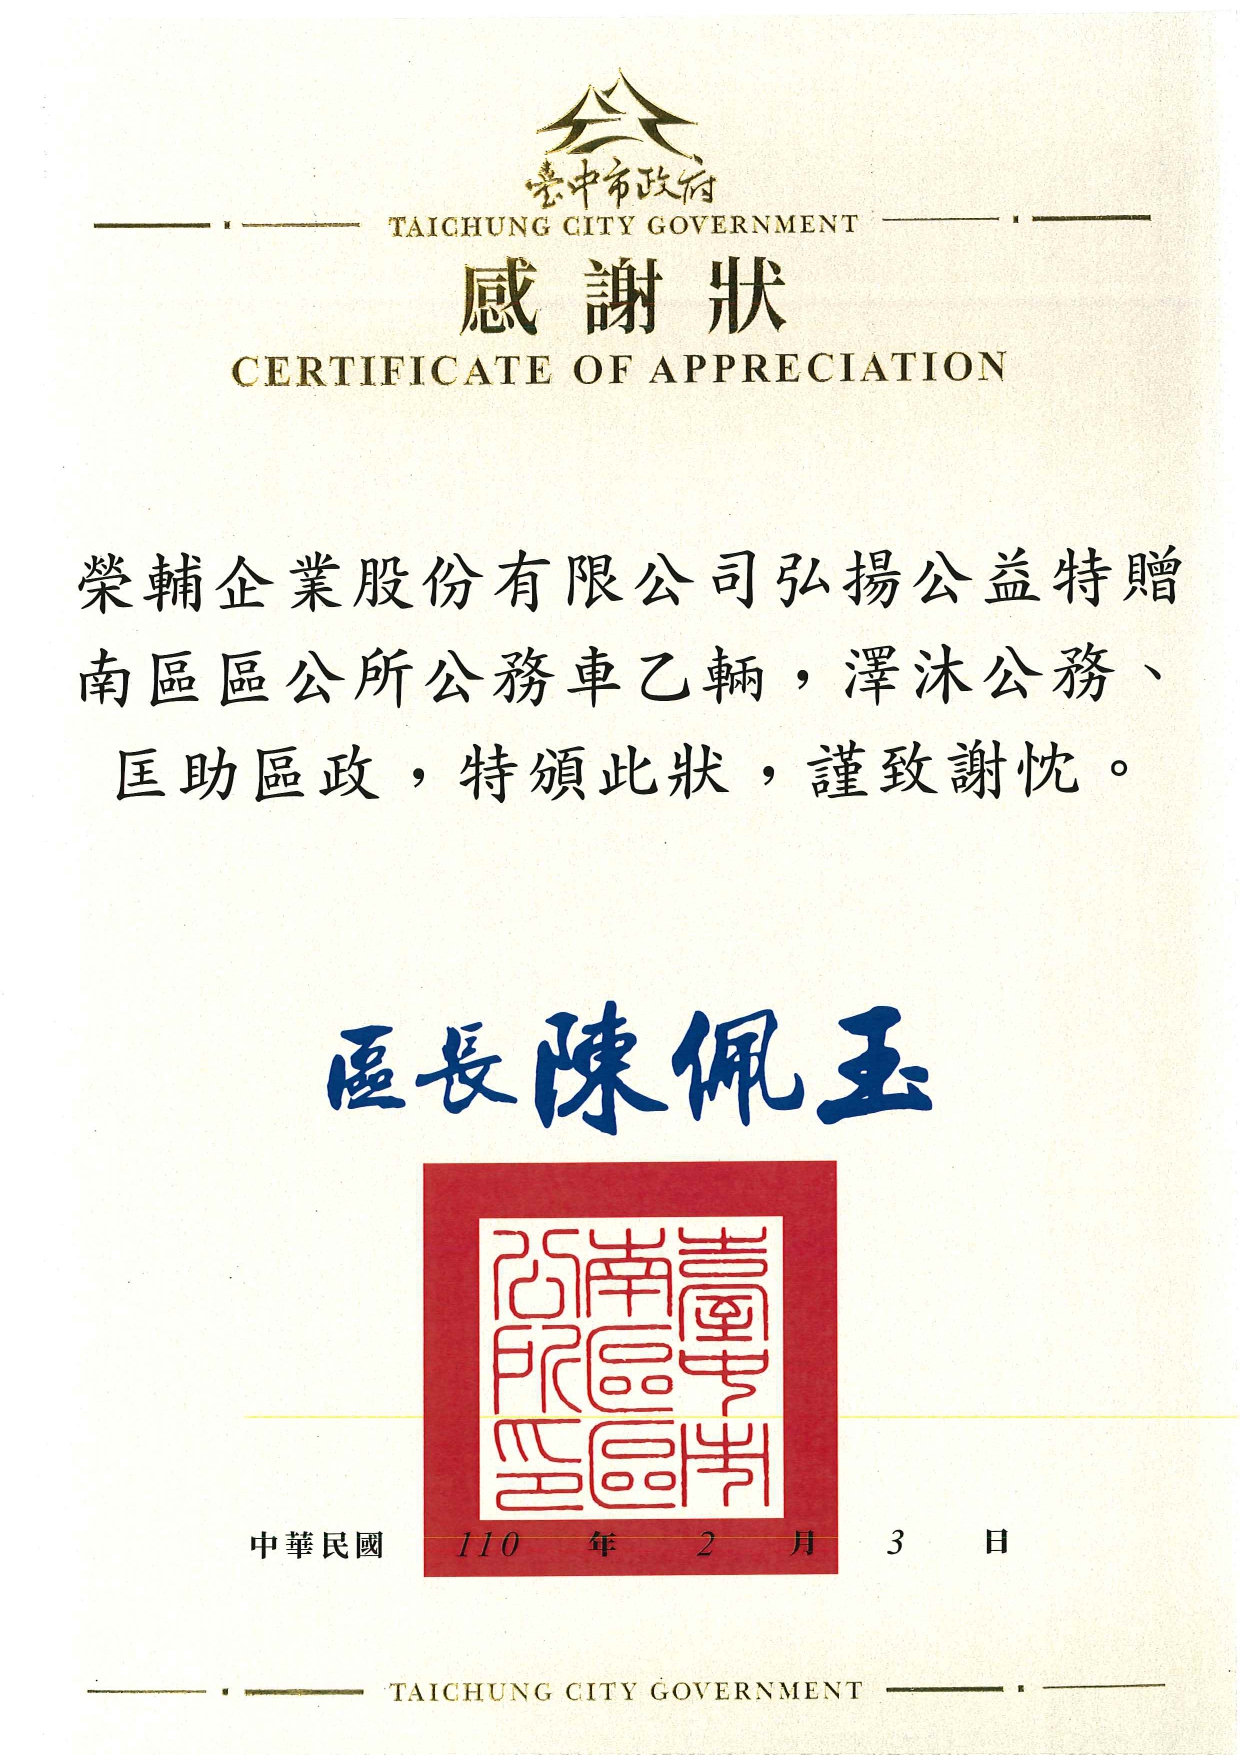 臺中市政府
TAICHUNG CITY GOVERNMENT
感謝狀
CERTIFICATE OF APPRECIATION
榮輔企業股份有限公司弘揚公益特贈
南區區公所公務車乙輛，澤沐公務、
匡助區政，特頒此狀，謹致謝忱。
區長陳佩玉
臺中市
南區區
公所印
中華民國 110 年 2 月 3 日
TAICHUNG CITY GOVERNMENT